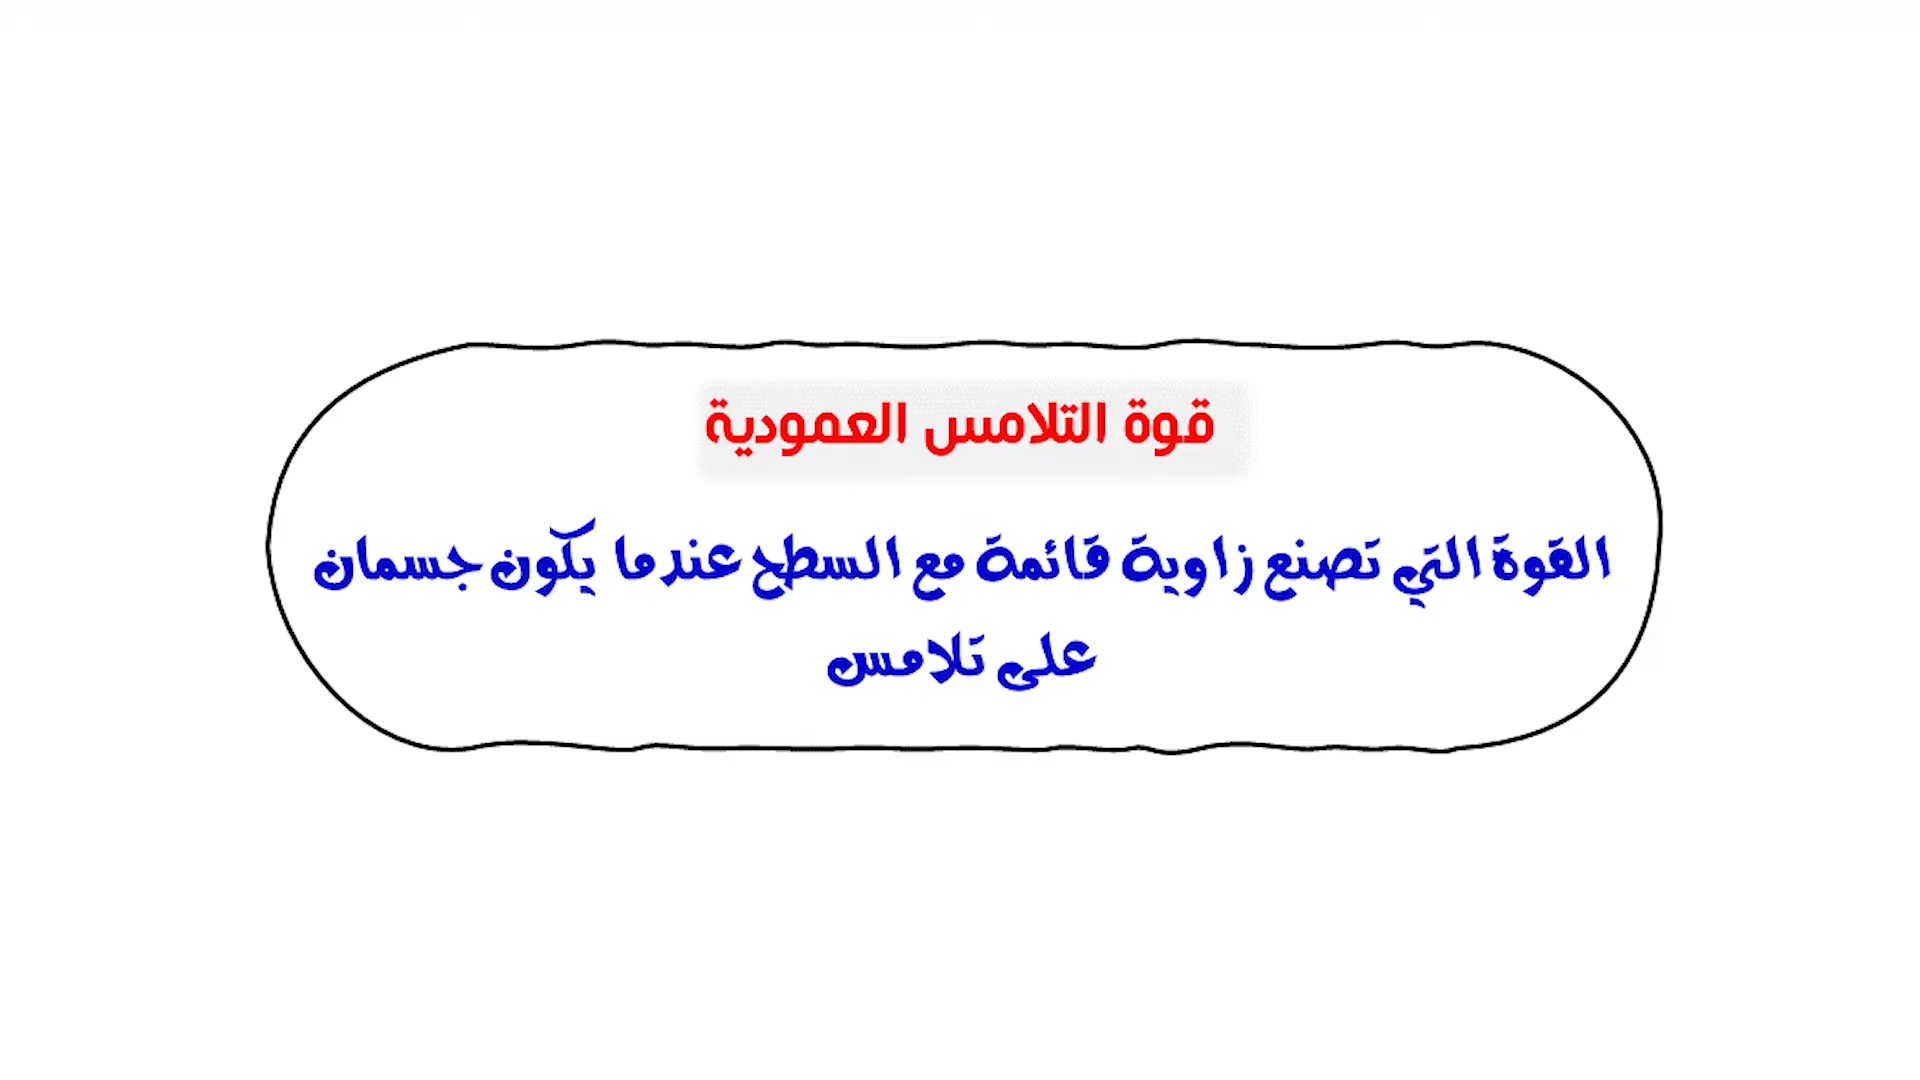 قوة التلامس العمودية
القوة التي تصنع زاوية قائمة مع السطح عندما يكون جسمان
على تلامس